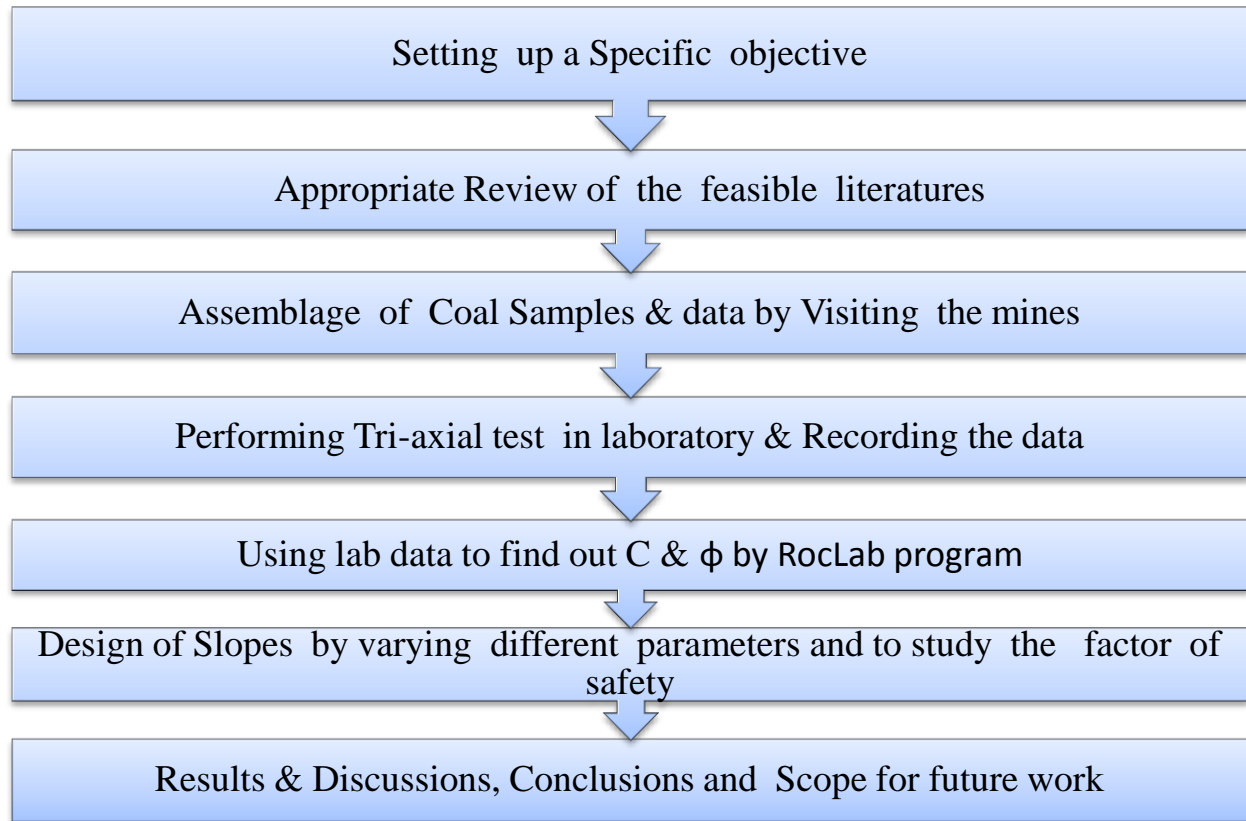 Setting up a Specific objective
Appropriate Review of the feasible literatures
Assemblage of Coal Samples & data by Visiting the mines
Performing Tri-axial test in laboratory & Recording the data
Using lab data to find out C & ϕ by RocLab program
Design of Slopes by varying different parameters and to study the factor of
safety
Results & Discussions, Conclusions and Scope for future work